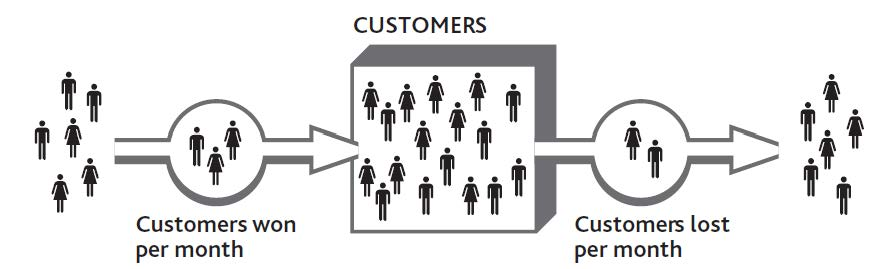 CUSTOMERS
Customers won
per month
Customers lost
per month